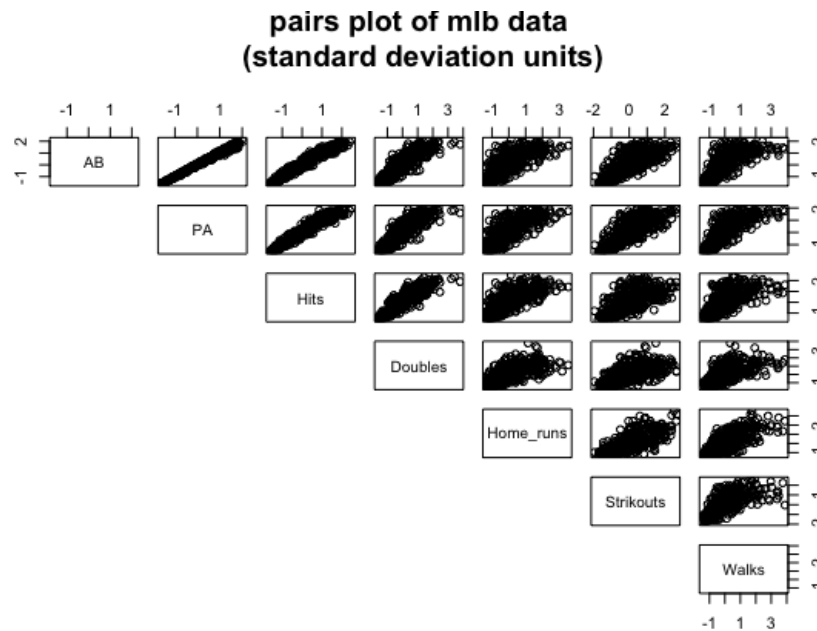 pairs plot of mlb data
(standard deviation units)
-1 1 -1 1 -1 1 -1 1 3 -1 1 3 -2 0 2 -1 1 3
-1 2 AB
PA
Hits
Doubles
Home_runs
Strikouts
Walks
-1 1 3